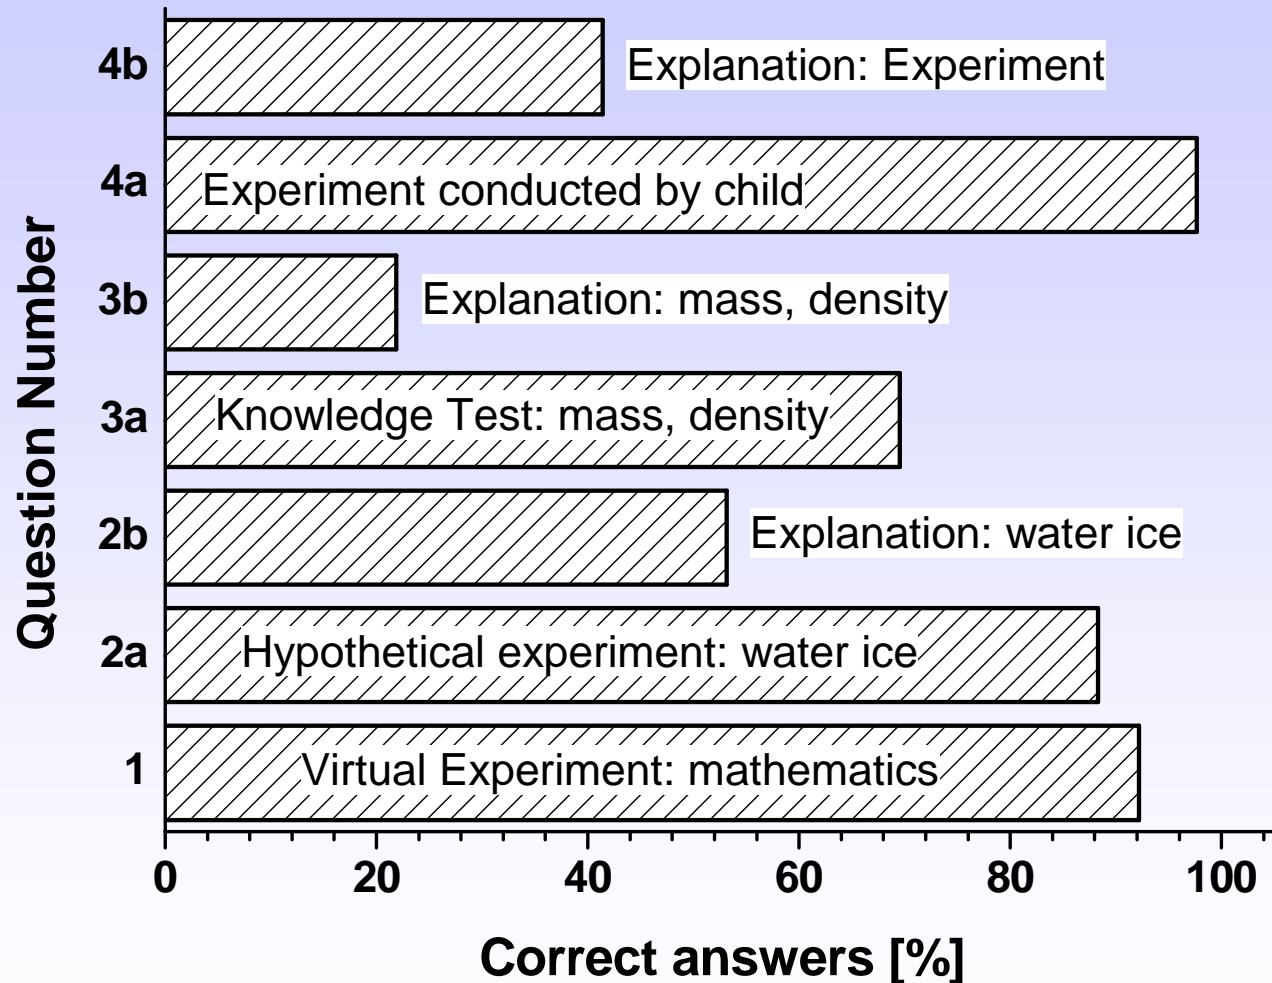 4b
Explanation: Experiment
4a
Experiment conducted by child
3b
Explanation: mass, density
3a
Knowledge Test: mass, density
2b
Explanation: water ice
2a
Hypothetical experiment: water ice
1
Virtual Experiment: mathematics
Question Number
0 20 40 60 80 100
Correct answers [%]